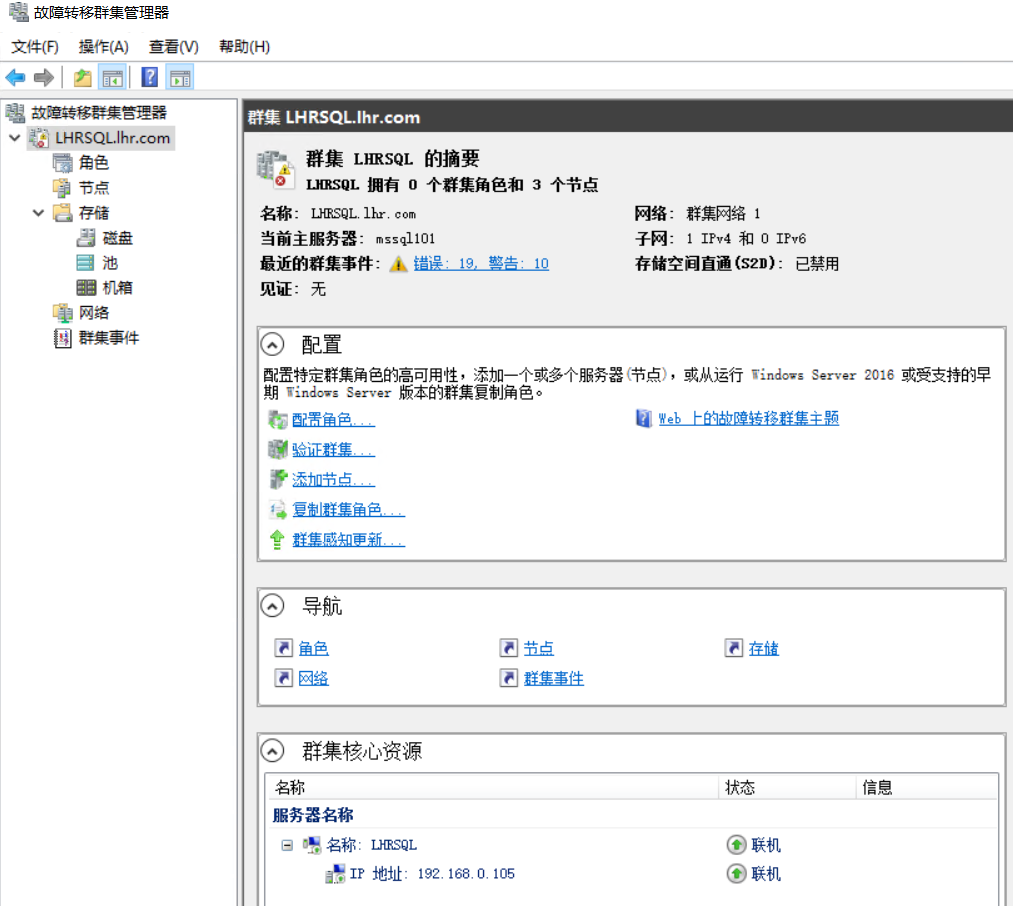 故障转移群集管理器
文件(F) 操作(A) 查看(V) 帮助(H)
故障转移群集管理器
LHRSQL.lhr.com
角色
节点
存储
磁盘
池
机箱
网络
群集事件
群集 LHRSQL.lhr.com
群集 LHRSQL 的摘要
LHRSQL 拥有 0 个群集角色和 3 个节点
名称: LHRSQL.lhr.com
网络: 群集网络 1
当前主服务器: mssql101
子网: 1 IPv4 和 0 IPv6
最近的群集事件: 错误: 19, 警告: 10
存储空间直通(S2D): 已禁用
见证: 无
配置
配置特定群集角色的高可用性，添加一个或多个服务器(节点)，或从运行 Windows Server 2016 或受支持的早
期 Windows Server 版本的群集复制角色。
配置角色...
Web 上的故障转移群集主题
验证群集...
添加节点...
复制群集角色...
群集感知更新...
导航
角色 节点 存储
网络 群集事件
群集核心资源
名称 状态 信息
服务器名称
名称: LHRSQL 联机
IP 地址: 192.168.0.105 联机